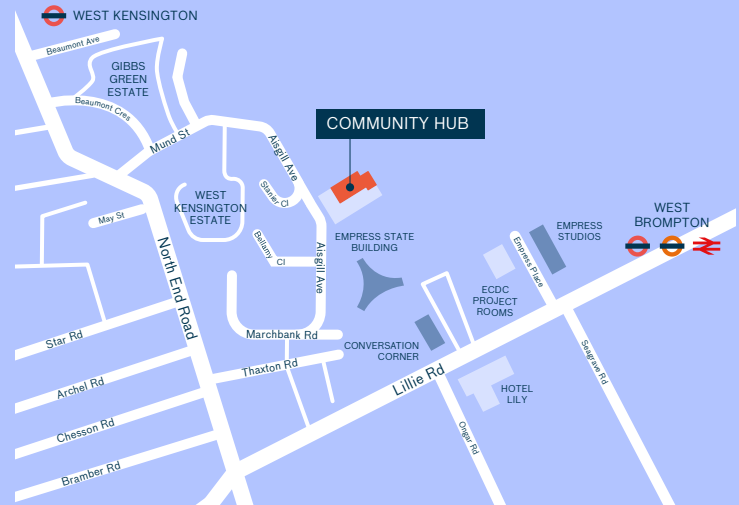 WEST KENSINGTON
Beaumont Ave
GIBBS
GREEN
ESTATE
Beaumont Cres
Mund St
COMMUNITY HUB
Aisgill Ave
Stanier Cl
WEST
KENSINGTON
ESTATE
May St
Bellamy Cl
Aisgill Ave
North End Road
EMPRESS STATE
BUILDING
WEST
BROMPTON
EMPRESS
STUDIOS
Empress Place
ECDC
PROJECT
ROOMS
Star Rd
Marchbank Rd
CONVERSATION
CORNER
Thaxton Rd
Seagrave Rd
Archel Rd
Lillie Rd
HOTEL
LILY
Chesson Rd
Ongar Rd
Bramber Rd